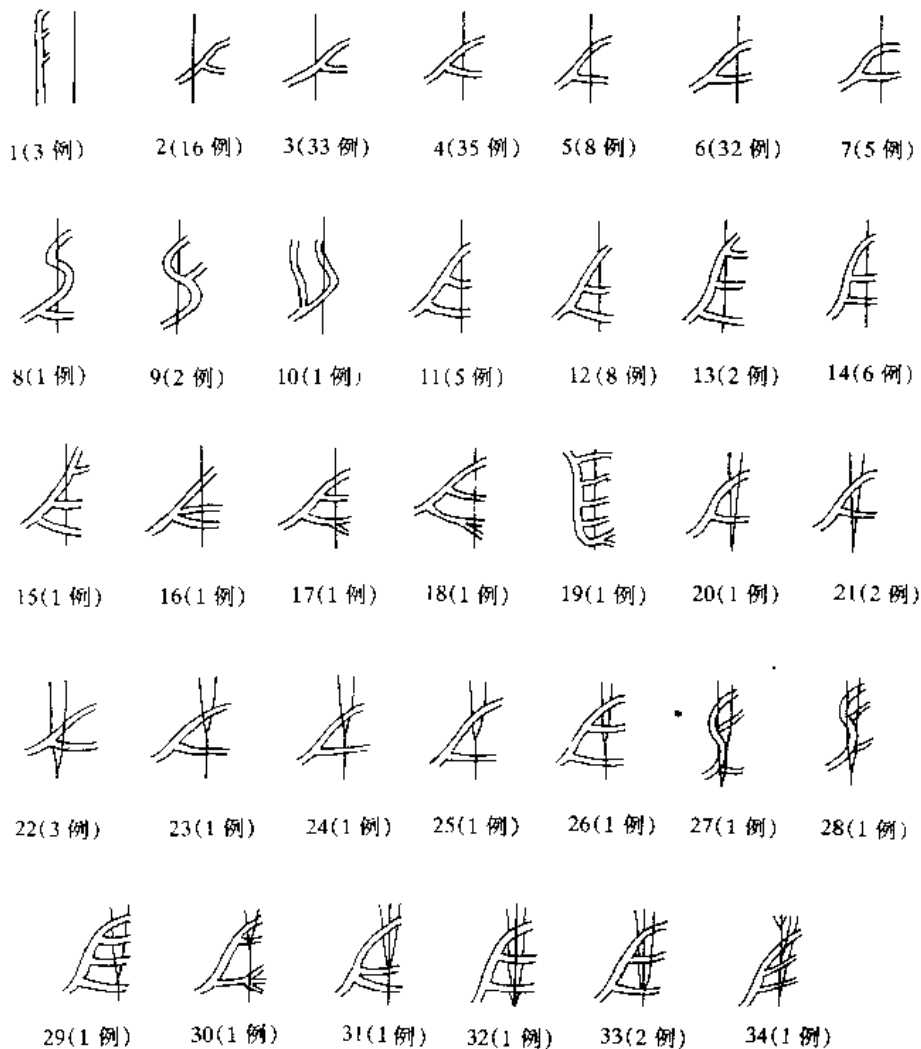 1(3 例) 2(16 例) 3(33 例) 4(35 例) 5(8 例) 6(32 例) 7(5 例)
8(1 例) 9(2 例) 10(1 例) 11(5 例) 12(8 例) 13(2 例) 14(6 例)
15(1 例) 16(1 例) 17(1 例) 18(1 例) 19(1 例) 20(1 例) 21(2 例)
22(3 例) 23(1 例) 24(1 例) 25(1 例) 26(1 例) 27(1 例) 28(1 例)
29(1 例) 30(1 例) 31(1 例) 32(1 例) 33(2 例) 34(1 例)